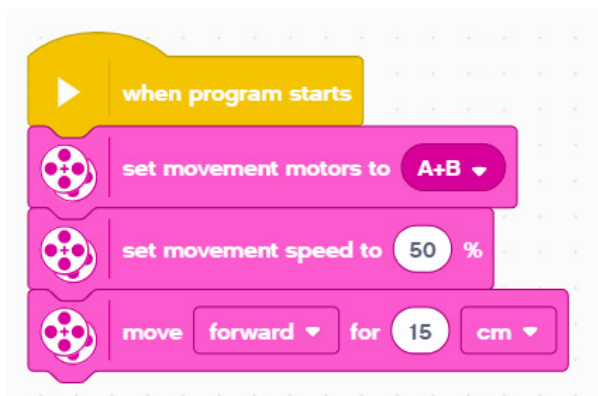 when program starts
set movement motors to A+B
set movement speed to 50 %
move forward for 15 cm